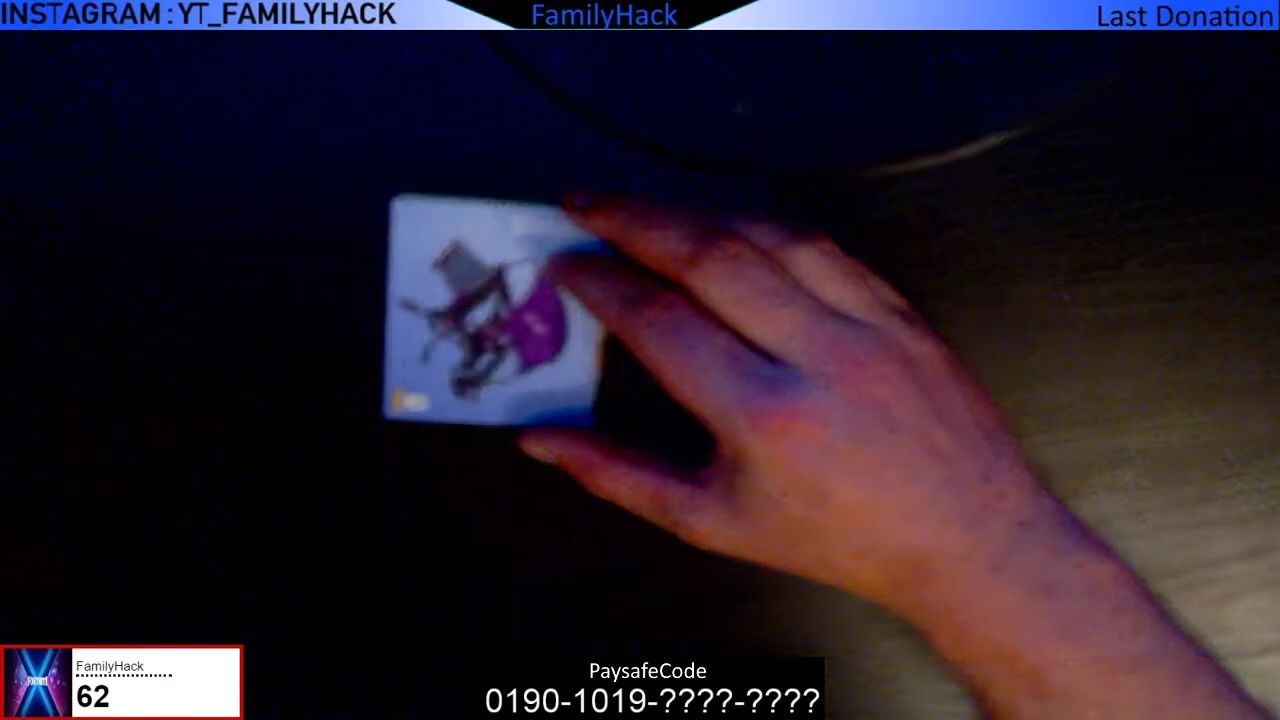 INSTAGRAM : YT_FAMILYHACK
FamilyHack
Last Donation
FamilyHack
62
PaysafeCode
0190-1019-????-????